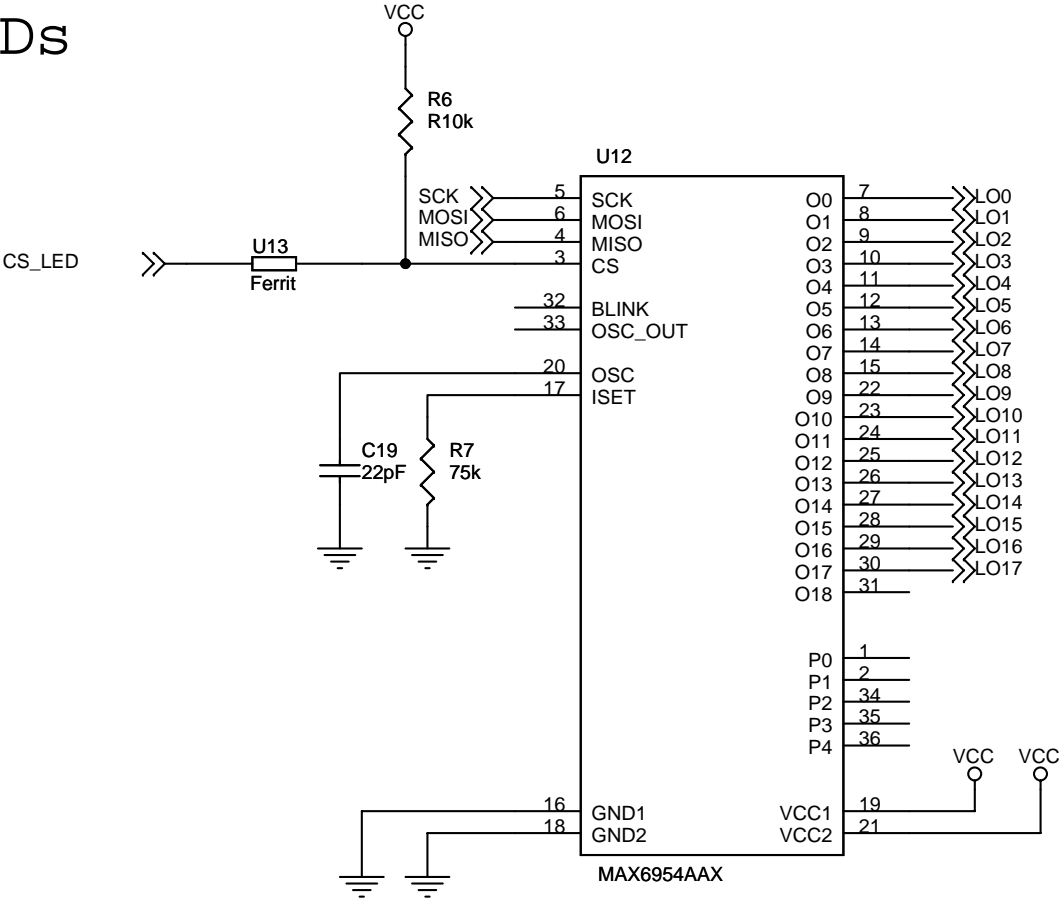 Ds
VCC
R6
R10k
U12
SCK 5 SCK O0 7 LO0
MOSI 6 MOSI O1 8 LO1
MISO 4 MISO O2 9 LO2
CS_LED U13 3 CS O3 10 LO3
Ferrit
O4 11 LO4
32 BLINK O5 12 LO5
33 OSC_OUT O6 13 LO6
O7 14 LO7
20 OSC O8 15 LO8
17 ISET O9 22 LO9
O10 23 LO10
O11 24 LO11
C19 R7
22pF 75k
O12 25 LO12
O13 26 LO13
O14 27 LO14
O15 28 LO15
O16 29 LO16
O17 30 LO17
O18 31
P0 1
P1 2
P2 34
P3 35
P4 36
VCC VCC
16 GND1 VCC1 19
18 GND2 VCC2 21
MAX6954AAX